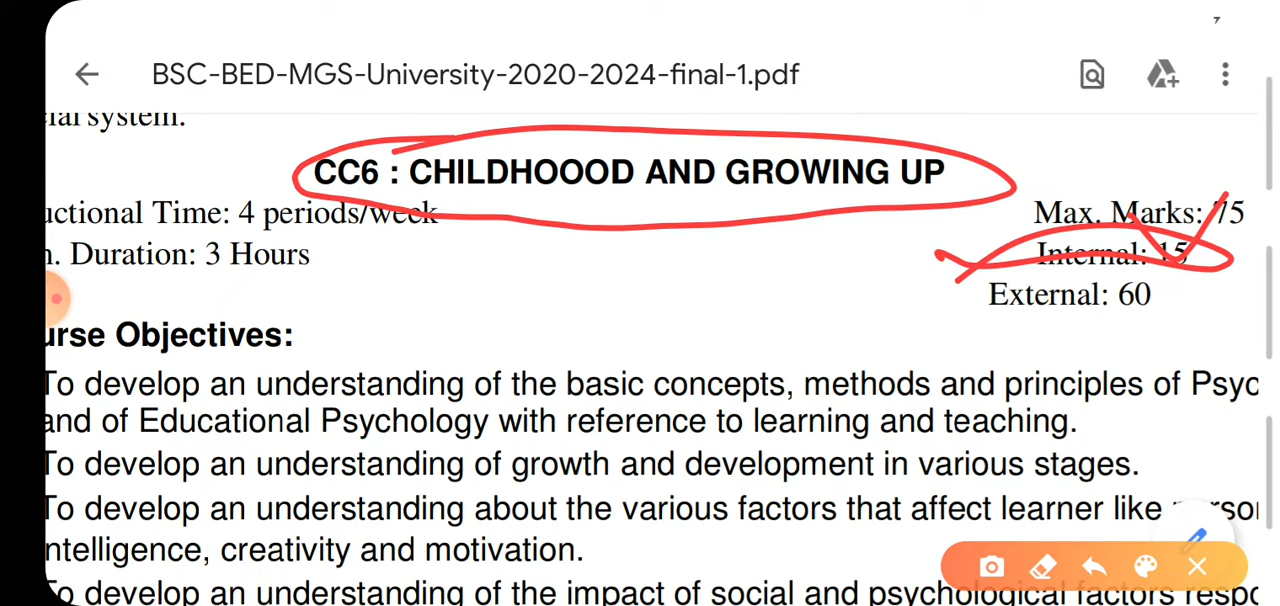 BSC-BED-MGS-University-2020-2024-final-1.pdf
cial system.
CC6 : CHILDHOOOD AND GROWING UP
uctional Time: 4 periods/week
Max. Marks: 75
n. Duration: 3 Hours
Internal: 15
External: 60
urse Objectives:
To develop an understanding of the basic concepts, methods and principles of Psyc
and of Educational Psychology with reference to learning and teaching.
To develop an understanding of growth and development in various stages.
To develop an understanding about the various factors that affect learner like person
ntelligence, creativity and motivation.
To develop an understanding of the impact of social and psychological factors respo